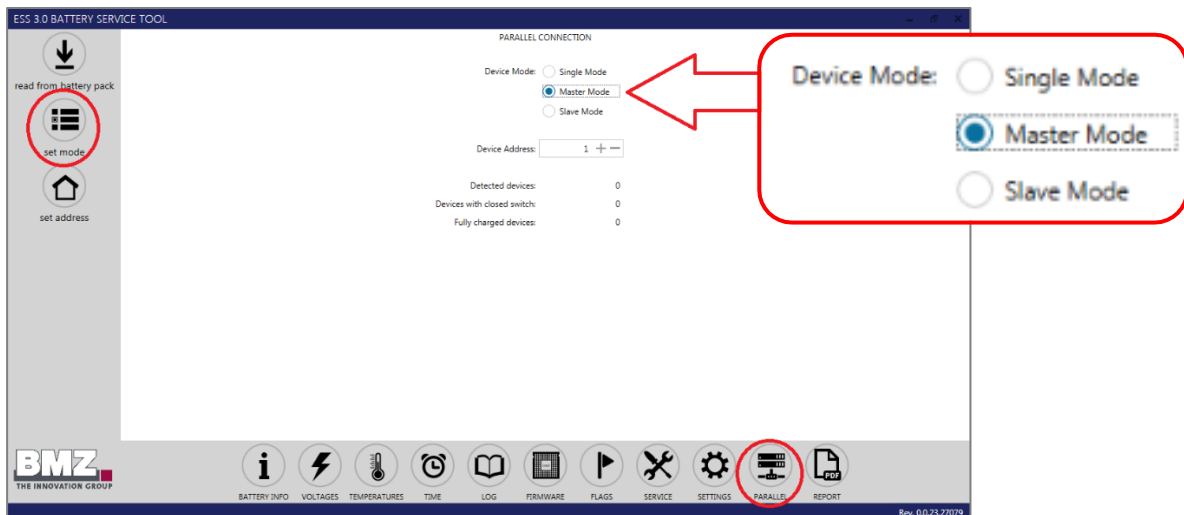 ESS 3.0 BATTERY SERVICE TOOL
PARALLEL CONNECTION
read from battery pack
set mode
set address
Device Mode: Single Mode
Master Mode
Slave Mode
Device Address: 1
Detected devices: 0
Devices with closed switch: 0
Fully charged devices: 0
Device Mode: Single Mode
Master Mode
Slave Mode
BMZ
THE INNOVATION GROUP
PDF
BATTERY INFO VOLTAGES TEMPERATURES TIME LOG FIRMWARE FLAGS SERVICE SETTINGS PARALLEL REPORT
Rev. 0.0.23.27079